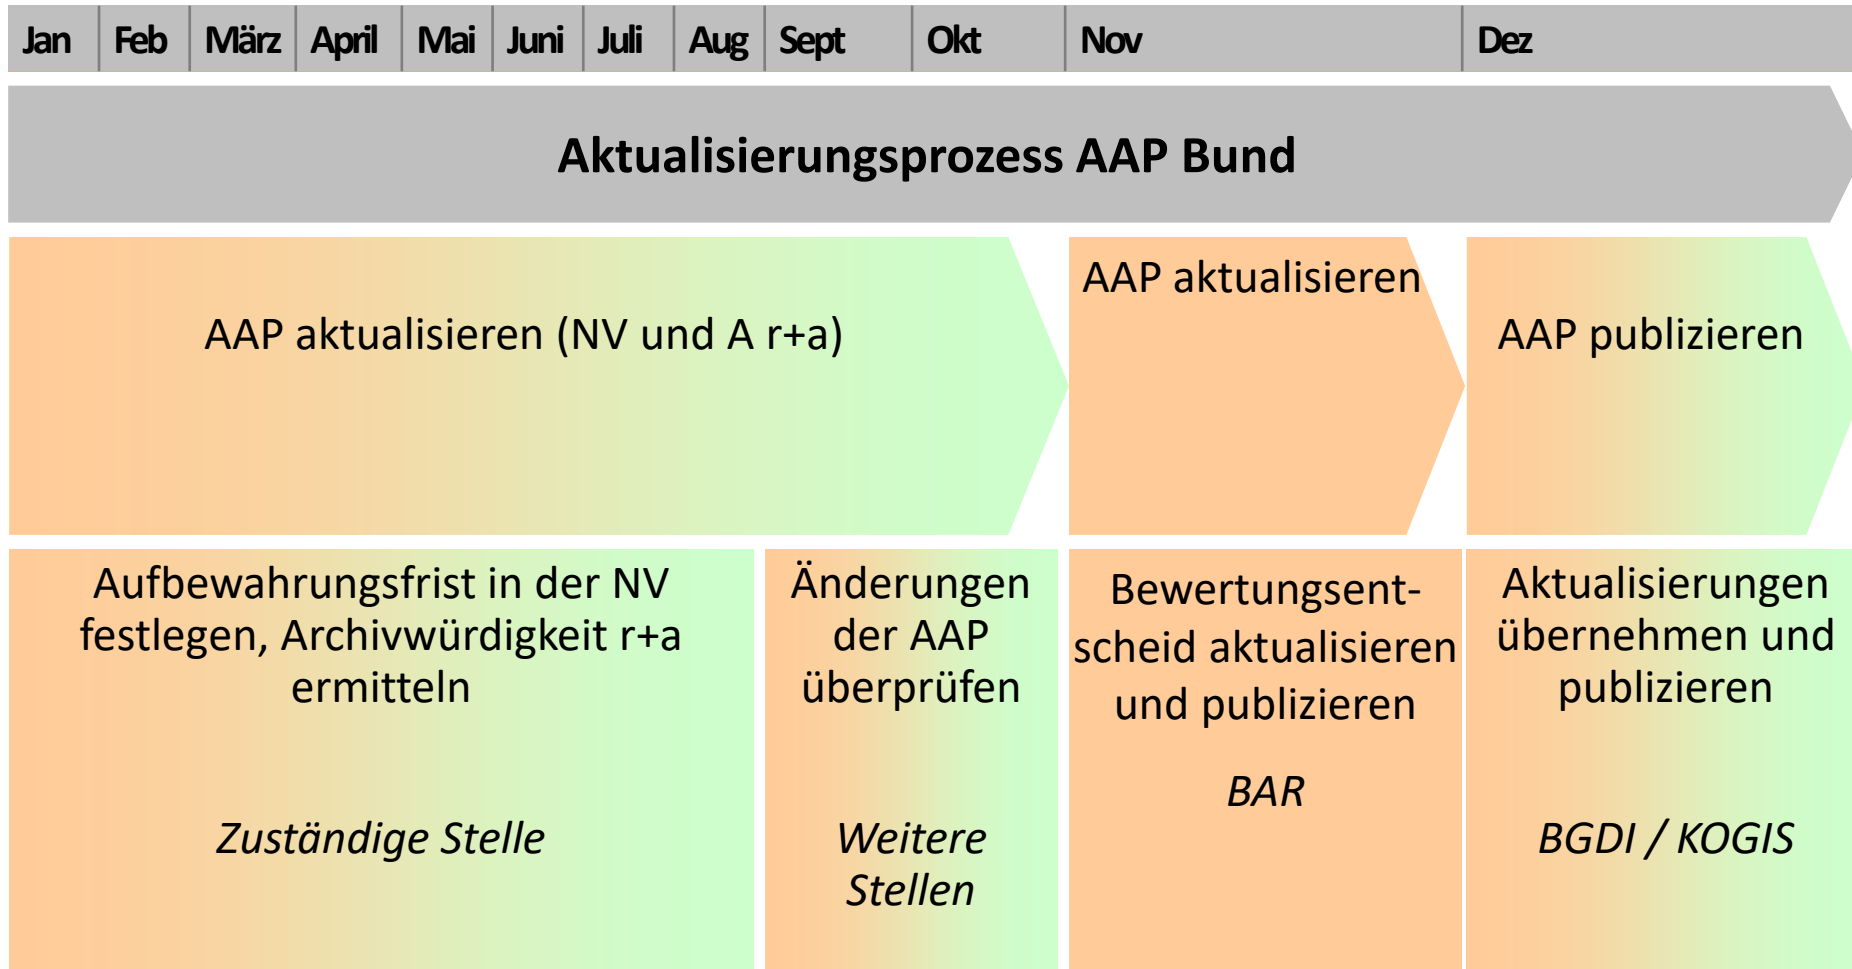 Jan Feb März April Mai Juni Juli Aug Sept Okt Nov Dez
Aktualisierungsprozess AAP Bund
AAP aktualisieren (NV und A r+a)
AAP aktualisieren
AAP publizieren
Aufbewahrungsfrist in der NV
festlegen, Archivwürdigkeit r+a
ermitteln
Zuständige Stelle
Änderungen
der AAP
überprüfen
Weitere
Stellen
Bewertungsent-
scheid aktualisieren
und publizieren
BAR
Aktualisierungen
übernehmen und
publizieren
BGDI / KOGIS